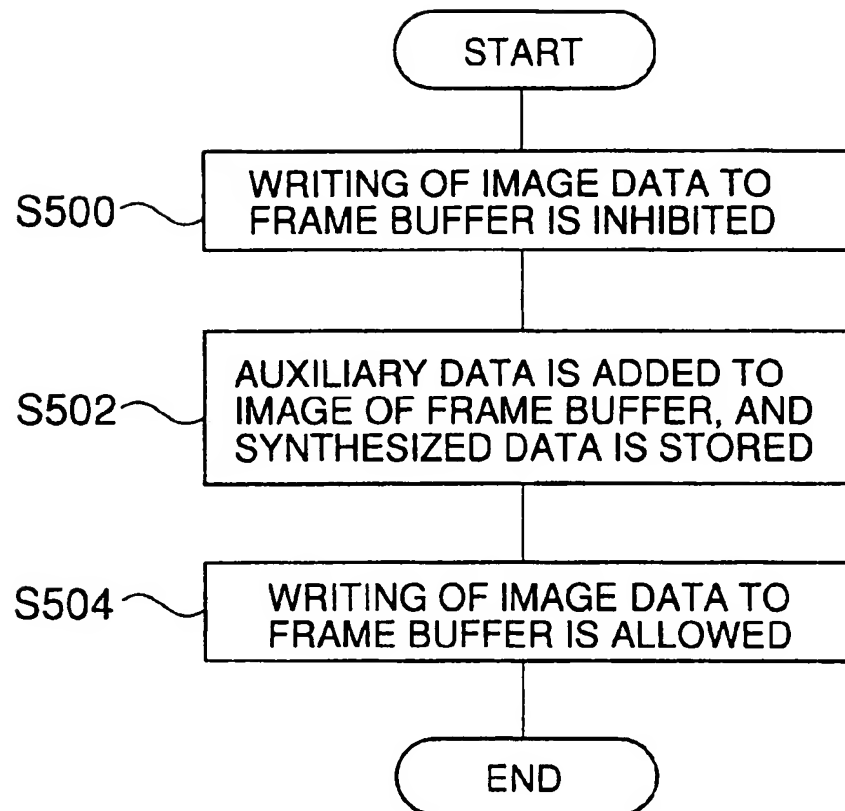 START
S500
WRITING OF IMAGE DATA TO
FRAME BUFFER IS INHIBITED
S502
AUXILIARY DATA IS ADDED TO
IMAGE OF FRAME BUFFER, AND
SYNTHESIZED DATA IS STORED
S504
WRITING OF IMAGE DATA TO
FRAME BUFFER IS ALLOWED
END